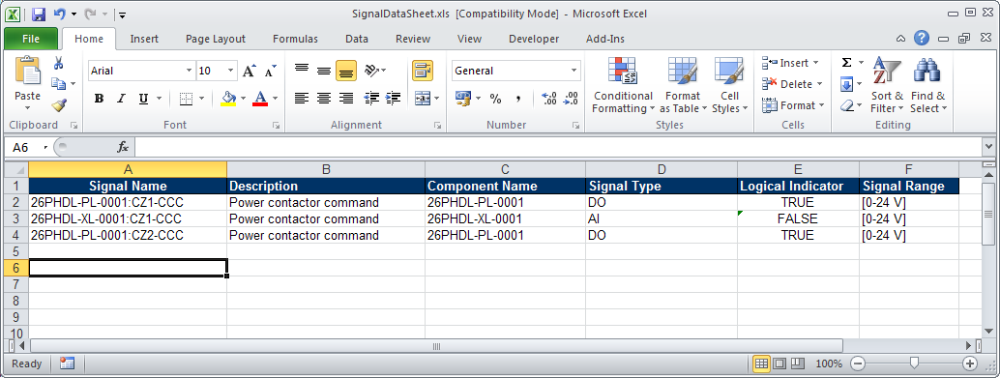 SignalDataSheet.xls [Compatibility Mode] - Microsoft Excel
File Home Insert Page Layout Formulas Data Review View Developer Add-Ins
Paste
Clipboard
Arial 10
B I U
Font
Alignment
General
$ % ,
Number
Conditional Formatting
Format as Table
Cell Styles
Styles
Insert
Delete
Format
Cells
Sort & Filter
Find & Select
Editing
A6 fx
A B C D E F
1 Signal Name Description Component Name Signal Type Logical Indicator Signal Range
2 26PHDL-PL-0001:CZ1-CCC Power contactor command 26PHDL-PL-0001 DO TRUE [0-24 V]
3 26PHDL-XL-0001:CZ1-CCC Power contactor command 26PHDL-XL-0001 AI FALSE [0-24 V]
4 26PHDL-PL-0001:CZ2-CCC Power contactor command 26PHDL-PL-0001 DO TRUE [0-24 V]
5
6
7
8
9
10
Ready 100%